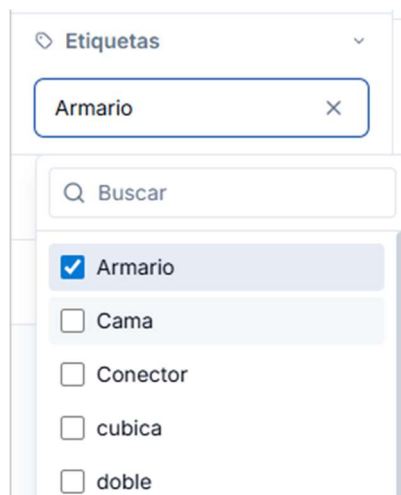 Etiquetas
Armario
Buscar
Armario
Cama
Conector
cubica
doble